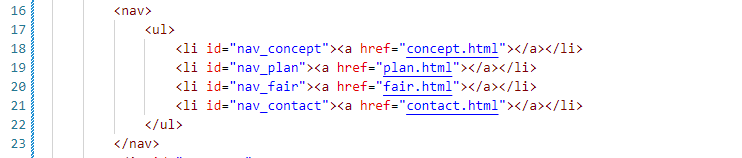 16 <nav>
17 <ul>
18 <li id="nav_concept"><a href="concept.html"></a></li>
19 <li id="nav_plan"><a href="plan.html"></a></li>
20 <li id="nav_fair"><a href="fair.html"></a></li>
21 <li id="nav_contact"><a href="contact.html"></a></li>
22 </ul>
23 </nav>